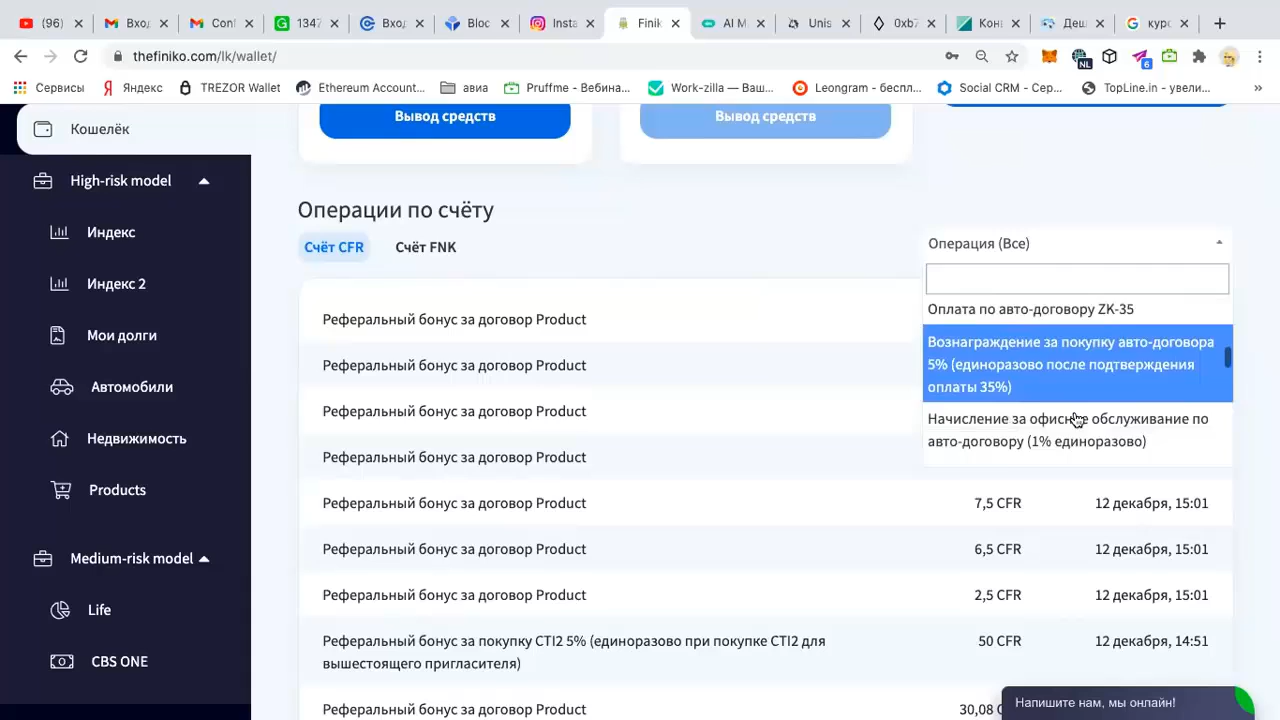 (96)
Вход
Conf
1347
Вход
Bloc
Insta
Finik
AI M
Unis
0xb7
Кон
Деш
курс
thefiniko.com/lk/wallet/
NL
6
Сервисы
Яндекс
TREZOR Wallet
Ethereum Account...
авиа
Pruffme - Вебина...
Work-zilla — Ваш...
Leongram - беспл...
Social CRM - Сер...
TopLine.in - увели...
»
Кошелёк
High-risk model
Индекс
Индекс 2
Мои долги
Автомобили
Недвижимость
Products
Medium-risk model
Life
CBS ONE
Вывод средств
Вывод средств
Операции по счёту
Счёт CFR
Счёт FNK
Операция (Все)
Оплата по авто-договору ZK-35
Вознаграждение за покупку авто-договора
5% (единоразово после подтверждения
оплаты 35%)
Начисление за офисное обслуживание по
авто-договору (1% единоразово)
Реферальный бонус за договор Product
Реферальный бонус за договор Product
Реферальный бонус за договор Product
Реферальный бонус за договор Product
Реферальный бонус за договор Product 7,5 CFR 12 декабря, 15:01
Реферальный бонус за договор Product 6,5 CFR 12 декабря, 15:01
Реферальный бонус за договор Product 2,5 CFR 12 декабря, 15:01
Реферальный бонус за покупку CTI2 5% (единоразово при покупке CTI2 для 50 CFR 12 декабря, 14:51
вышестоящего пригласителя)
Реферальный бонус за договор Product 30,08
Напишите нам, мы онлайн!